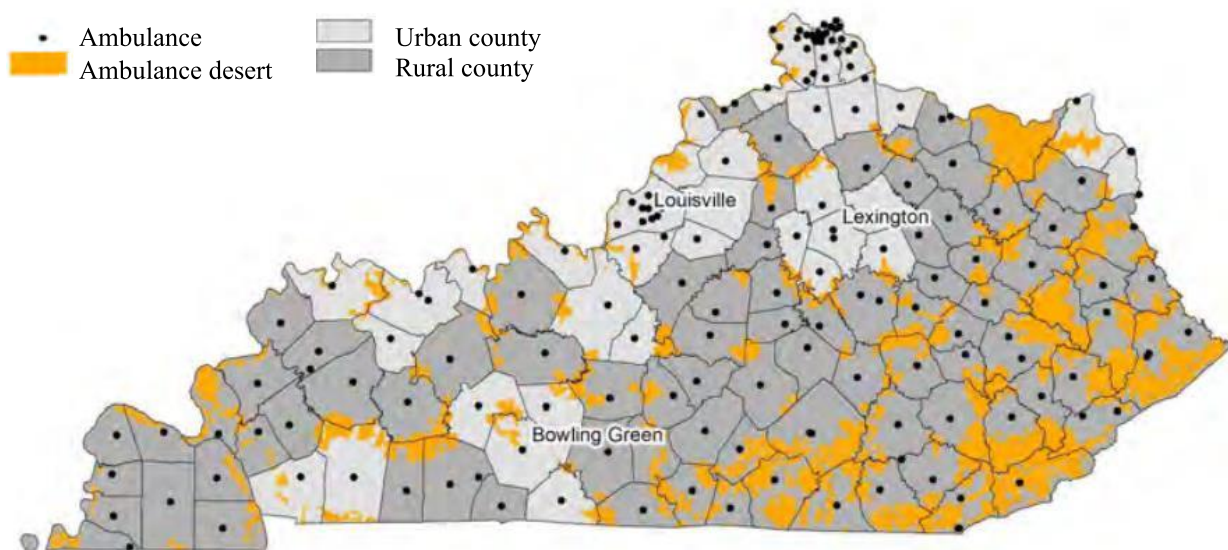 Ambulance
Ambulance desert
Urban county
Rural county
Louisville
Lexington
Bowling Green